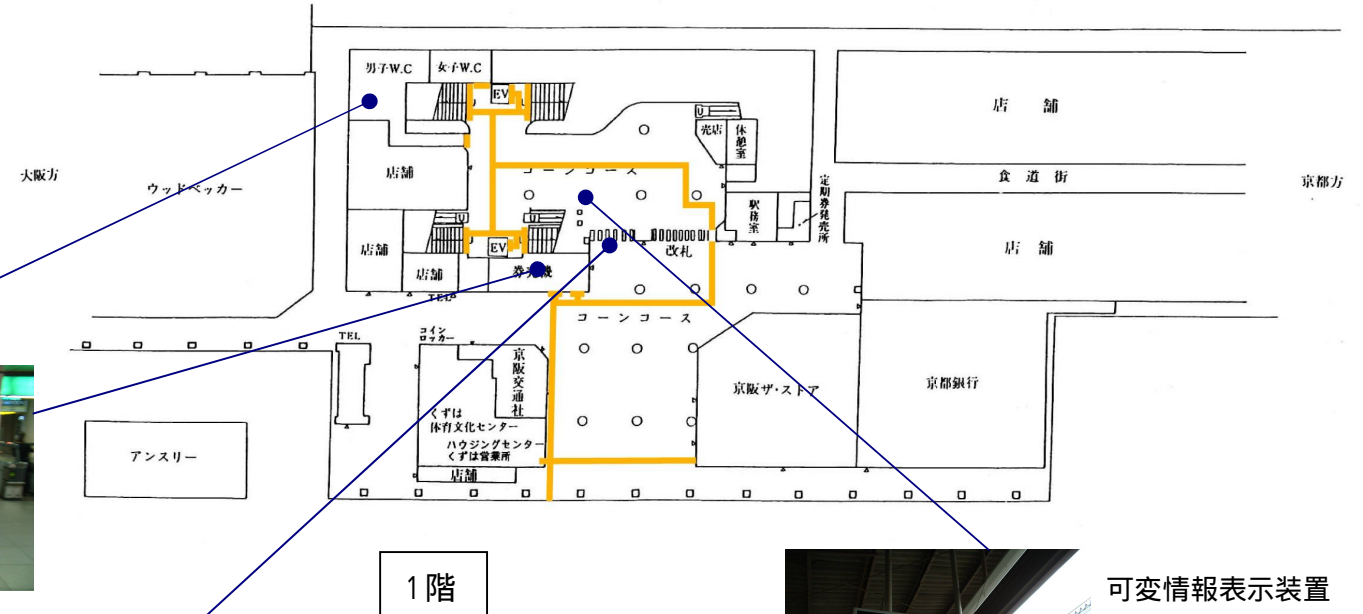 男子W.C
女子W.C
EV
U
U
U
店舗
売店
休憩室
店舗
大阪方
ウッドペッカー
店舗
コーンコース
定期券発売所
食道街
京都方
駅務室
店舗
店舗
U
U
EV
U
改札
店舗
券売機
TEL
コーンコース
TEL
コインロッカー
京阪交通社
京阪ザ・ストア
京都銀行
くずは
体育文化センター
ハウジングセンター
くずは営業所
アンスリー
店舗
1階
可変情報表示装置